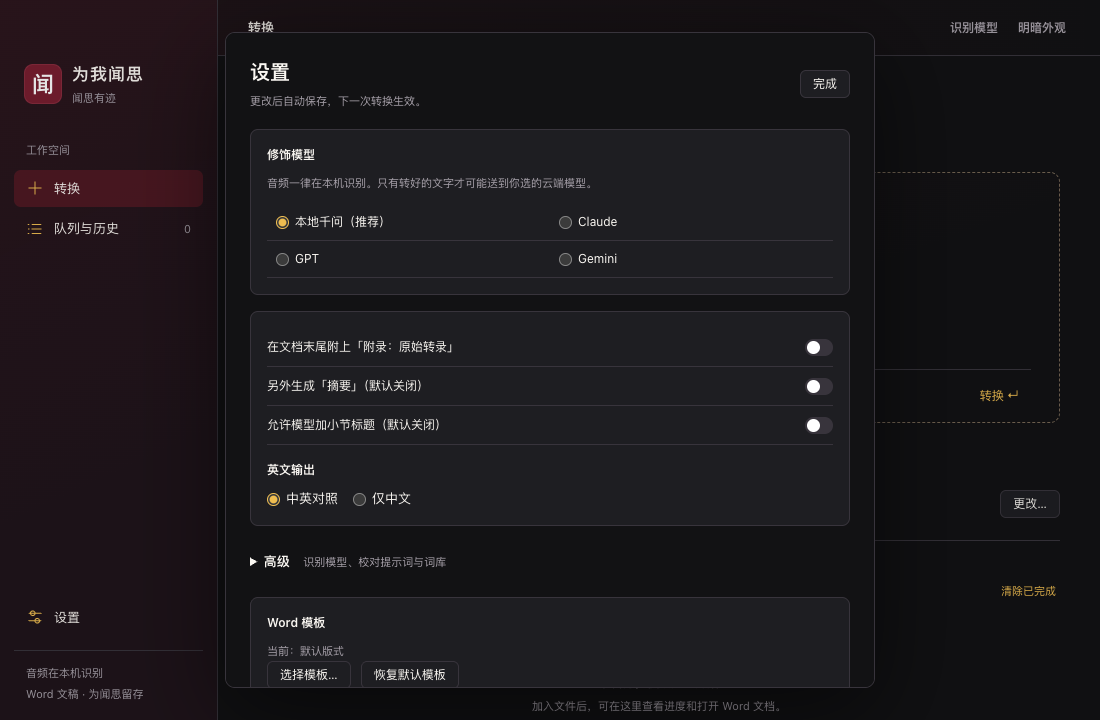 闻
为我闻思
闻思有迹
工作空间
转换
队列与历史 0
设置
音频在本机识别
Word 文稿 · 为闻思留存
转换
识别模型 明暗外观
设置
更改后自动保存，下一次转换生效。
完成
修饰模型
音频一律在本机识别。只有转好的文字才可能送到你选的云端模型。
本地千问（推荐） Claude
GPT Gemini
在文档末尾附上「附录：原始转录」
另外生成「摘要」（默认关闭）
允许模型加小节标题（默认关闭）
英文输出
中英对照 仅中文
高级 识别模型、校对提示词与词库
Word 模板
当前：默认版式
选择模板… 恢复默认模板
转换 ↵
更改…
清除已完成
加入文件后，可在这里查看进度和打开 Word 文档。